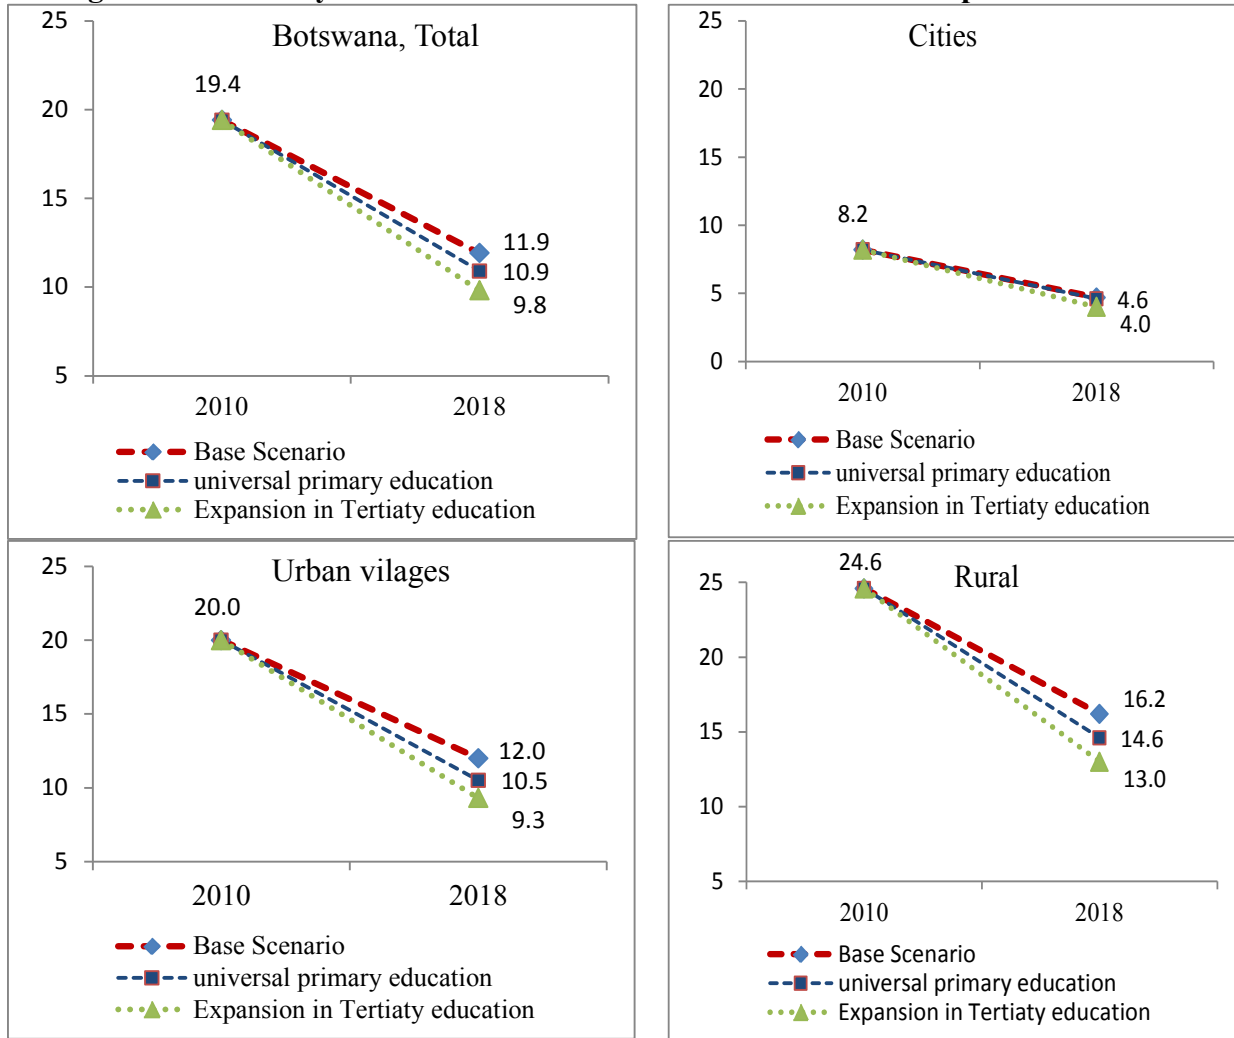 Botswana, Total
25
20
15
10
5
19.4
11.9
10.9
9.8
2010 2018
Base Scenario
universal primary education
Expansion in Tertiaty education
Cities
25
20
15
10
5
0
8.2
4.6
4.0
2010 2018
Base Scenario
universal primary education
Expansion in Tertiaty education
Urban vilages
25
20
15
10
5
20.0
12.0
10.5
9.3
2010 2018
Base Scenario
universal primary education
Expansion in Tertiaty education
Rural
25
20
15
10
5
24.6
16.2
14.6
13.0
2010 2018
Base Scenario
universal primary education
Expansion in Tertiaty education